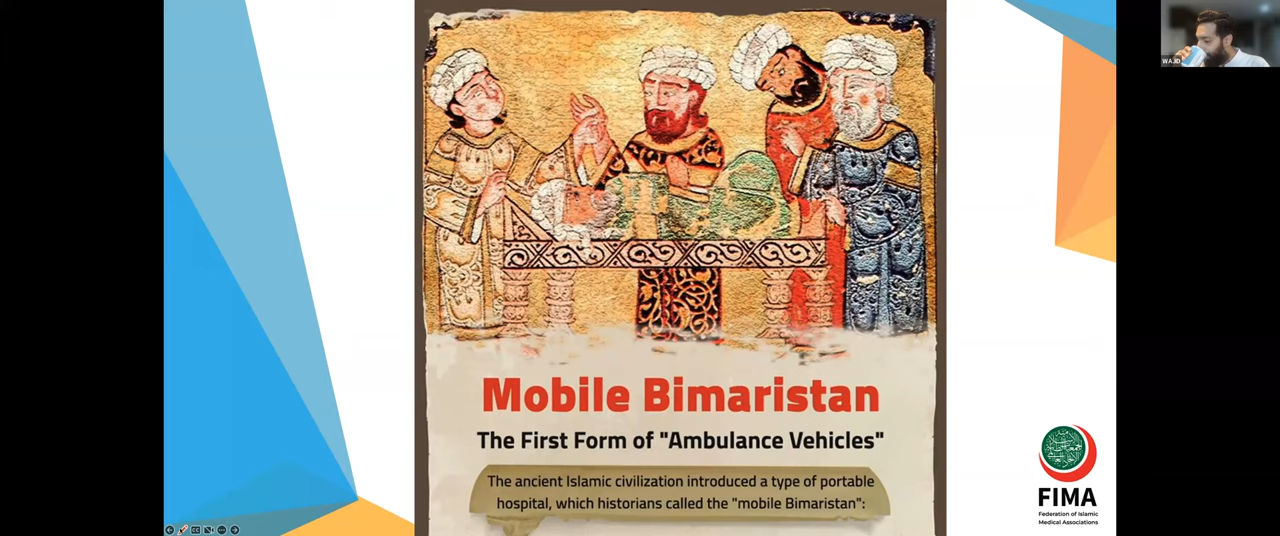 WAJD
Mobile Bimaristan
The First Form of "Ambulance Vehicles"
The ancient Islamic civilization introduced a type of portable
hospital, which historians called the "mobile Bimaristan":
FIMA
Federation of Islamic
Medical Associations